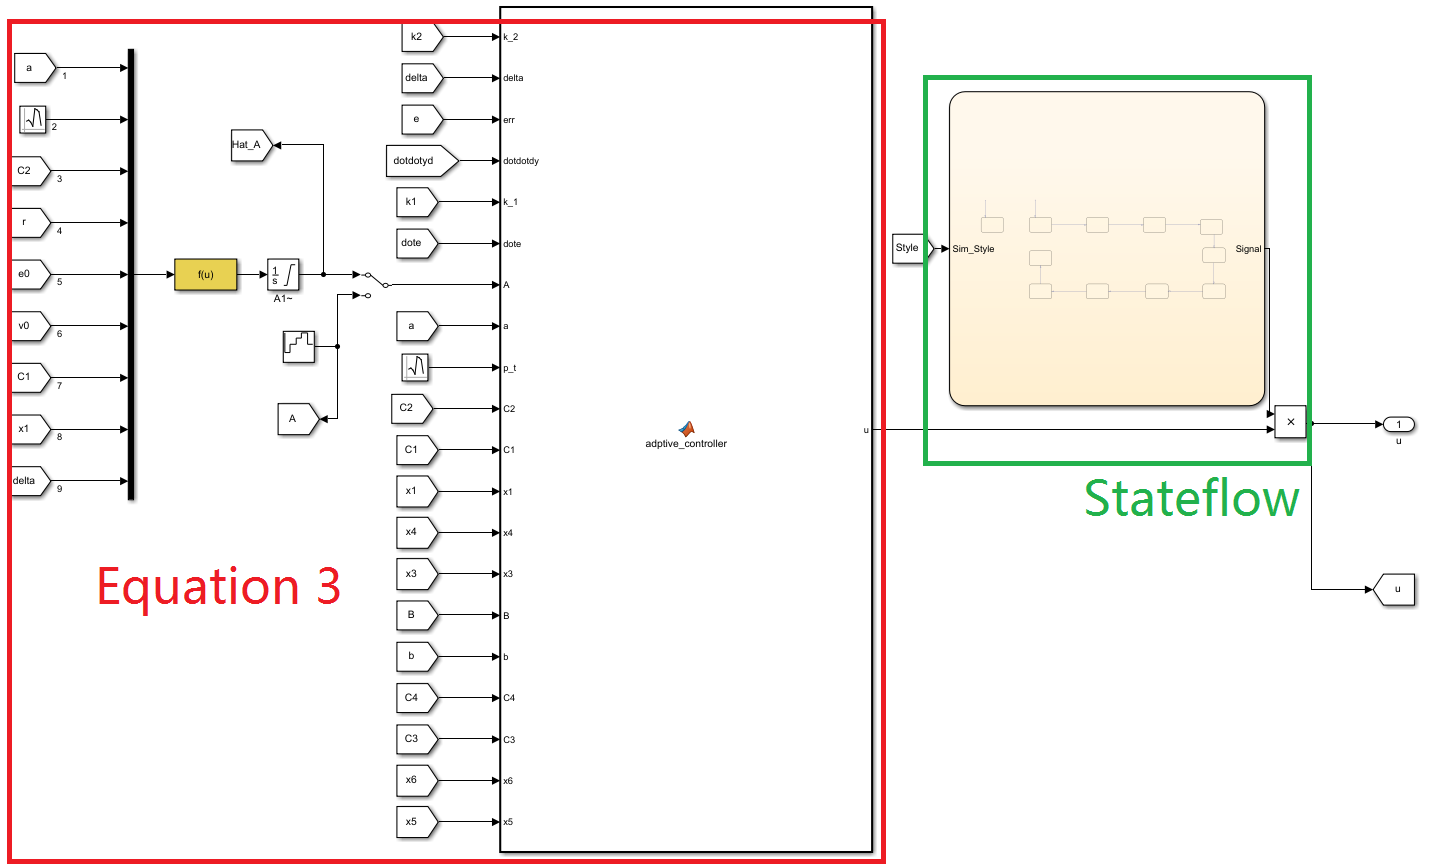 a
1
2
C2
3
r
4
e0
5
v0
6
C1
7
x1
8
delta
9
f(u)
1
s
A1~
Hat_A
A
k2
delta
e
dotdotyd
k1
dote
a
C2
C1
x1
x4
x3
B
b
C4
C3
x6
x5
k_2
delta
err
dotdotdy
k_1
dote
A
a
p_t
C2
C1
x1
x4
x3
B
b
C4
C3
x6
x5
adptive_controller
u
Equation 3
Style
Sim_Style
Signal
×
1
u
Stateflow
u